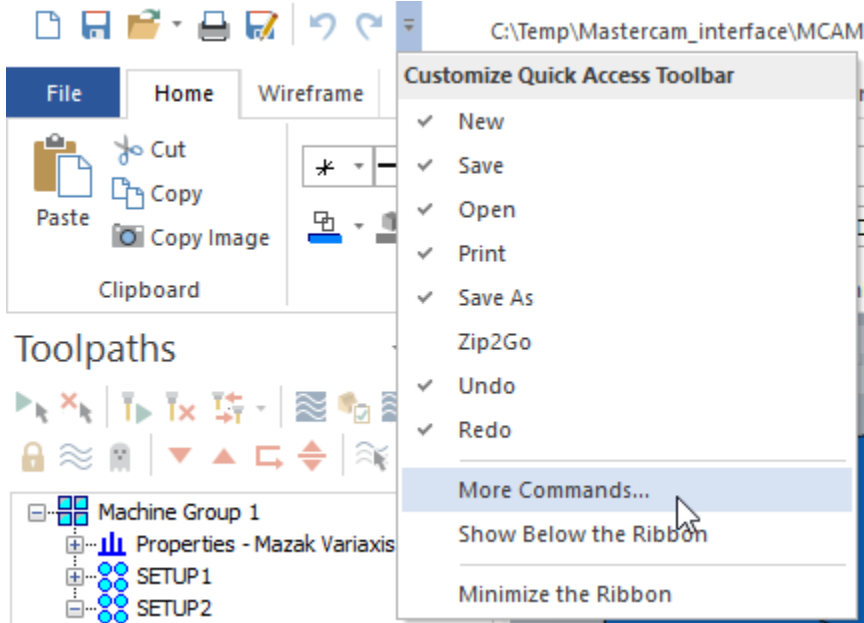 C:\Temp\Mastercam_interface\MCAM
Customize Quick Access Toolbar
File Home Wireframe
New
Save
Open
Print
Save As
Zip2Go
Undo
Redo
More Commands...
Show Below the Ribbon
Minimize the Ribbon
Paste
Cut
Copy
Copy Image
Clipboard
Toolpaths
Machine Group 1
Properties - Mazak Variaxis
SETUP1
SETUP2